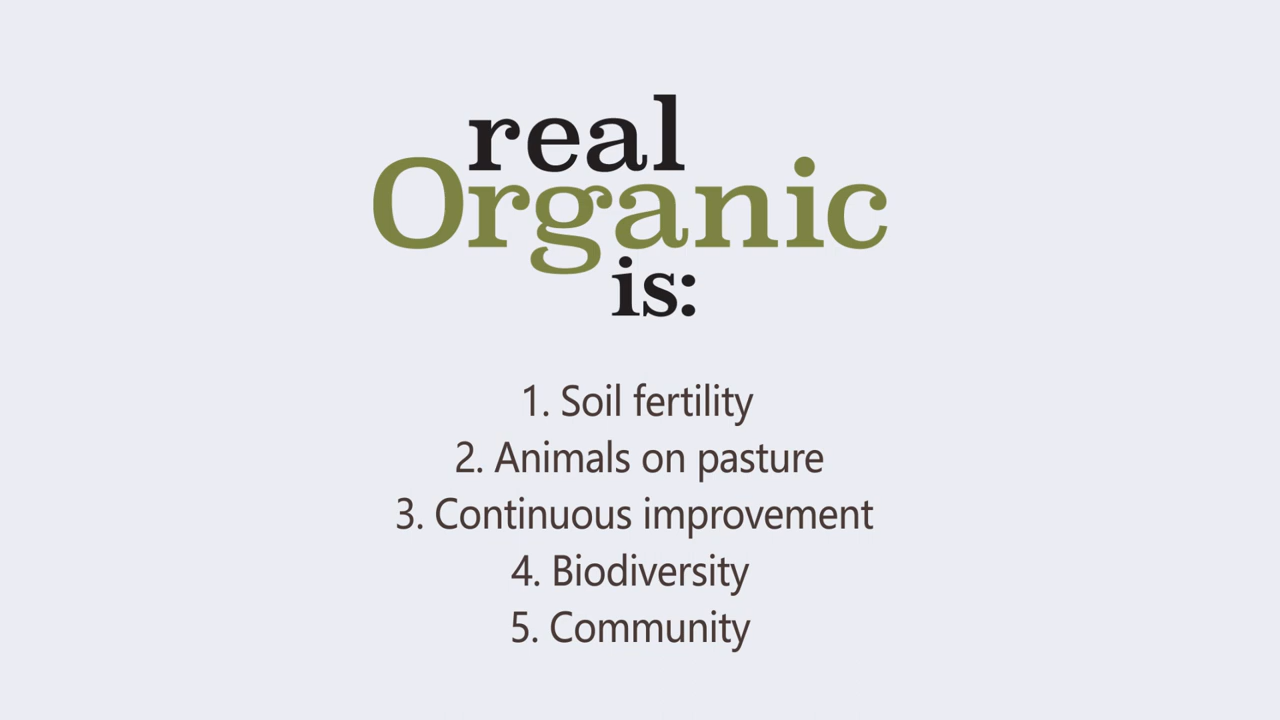 real
Organic
is:
1. Soil fertility
2. Animals on pasture
3. Continuous improvement
4. Biodiversity
5. Community